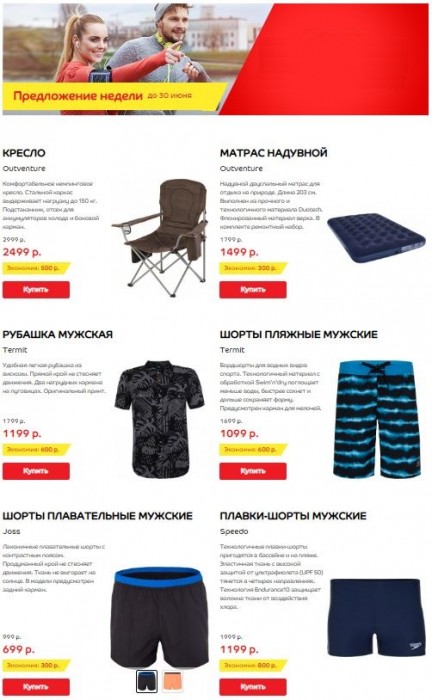 Предложение недели до 30 июня
КРЕСЛО
Outventure
Комфортабельное кемпинговое
кресло. Стальной каркас
выдерживает нагрузку до 150 кг.
Подстаканник, отсек для
аккумуляторов холода и боковой
карман.
2999 р.
2499 р.
Экономия: 500 р.
Купить
МАТРАС НАДУВНОЙ
Outventure
Надувной двуспальный матрас для
отдыха на природе. Длина 203 см.
Выполнен из прочного и
технологичного материала Duotech.
Флокированный материал верха. В
комплекте ремонтный набор.
1799 р.
1499 р.
Экономия: 300 р.
Купить
РУБАШКА МУЖСКАЯ
Termit
Удобная легкая рубашка из
вискозы. Прямой крой не стесняет
движения. Два нагрудных кармана
на пуговицах. Оригинальный принт.
1799 р.
1199 р.
Экономия: 600 р.
Купить
ШОРТЫ ПЛЯЖНЫЕ МУЖСКИЕ
Termit
Бордшорты для водных видов
спорта. Технологичный материал с
обработкой Swim'n'dry поглощает
меньше воды, быстрее сохнет и
дольше сохраняет форму.
Предусмотрен карман для мелочей.
1699 р.
1099 р.
Экономия: 600 р.
Купить
ШОРТЫ ПЛАВАТЕЛЬНЫЕ МУЖСКИЕ
Joss
Лаконичные плавательные шорты с
контрастным поясом.
Продуманный крой не стесняет
движения. Ткань не выгорает на
солнце. В модели предусмотрен
задний карман.
999 р.
699 р.
Экономия: 300 р.
Купить
ПЛАВКИ-ШОРТЫ МУЖСКИЕ
Speedo
Технологичные плавки-шорты
пригодятся в бассейне и на пляже.
Эластичная ткань с высокой
защитой от ультрафиолета (UPF 50)
тянется в четырех направлениях.
Технология Endurance10 защищает
волокна ткани от воздействия
хлора.
1999 р.
1199 р.
Экономия: 800 р.
Купить